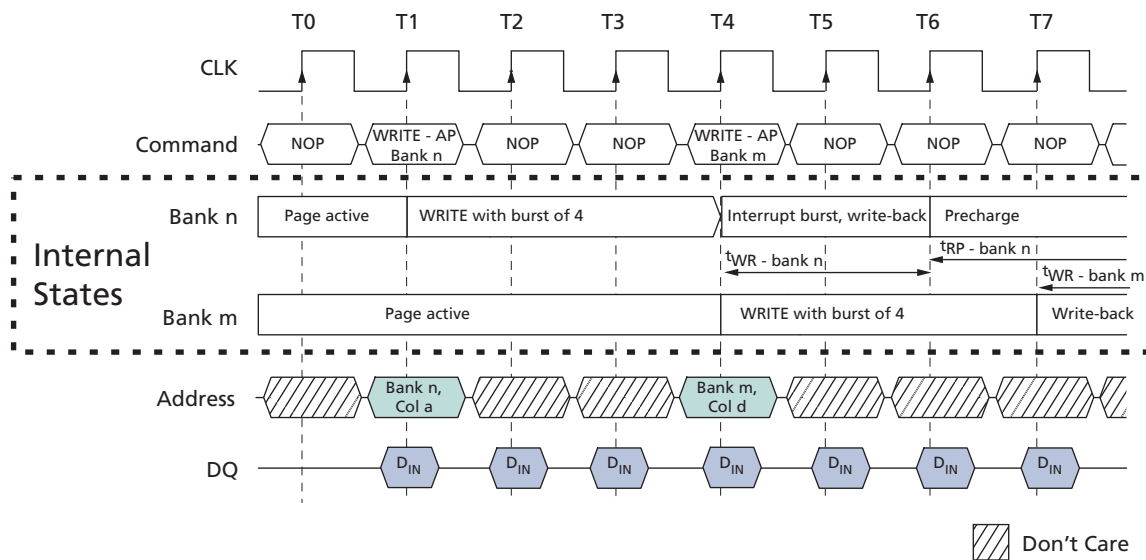 T0 T1 T2 T3 T4 T5 T6 T7
CLK
Command NOP WRITE - AP Bank n NOP NOP WRITE - AP Bank m NOP NOP NOP
Internal States
Bank n Page active WRITE with burst of 4 Interrupt burst, write-back Precharge
tWR - bank n tRP - bank n
tWR - bank m
Bank m Page active WRITE with burst of 4 Write-back
Address Bank n, Col a Bank m, Col d
DQ DIN DIN DIN DIN DIN DIN DIN
Don't Care